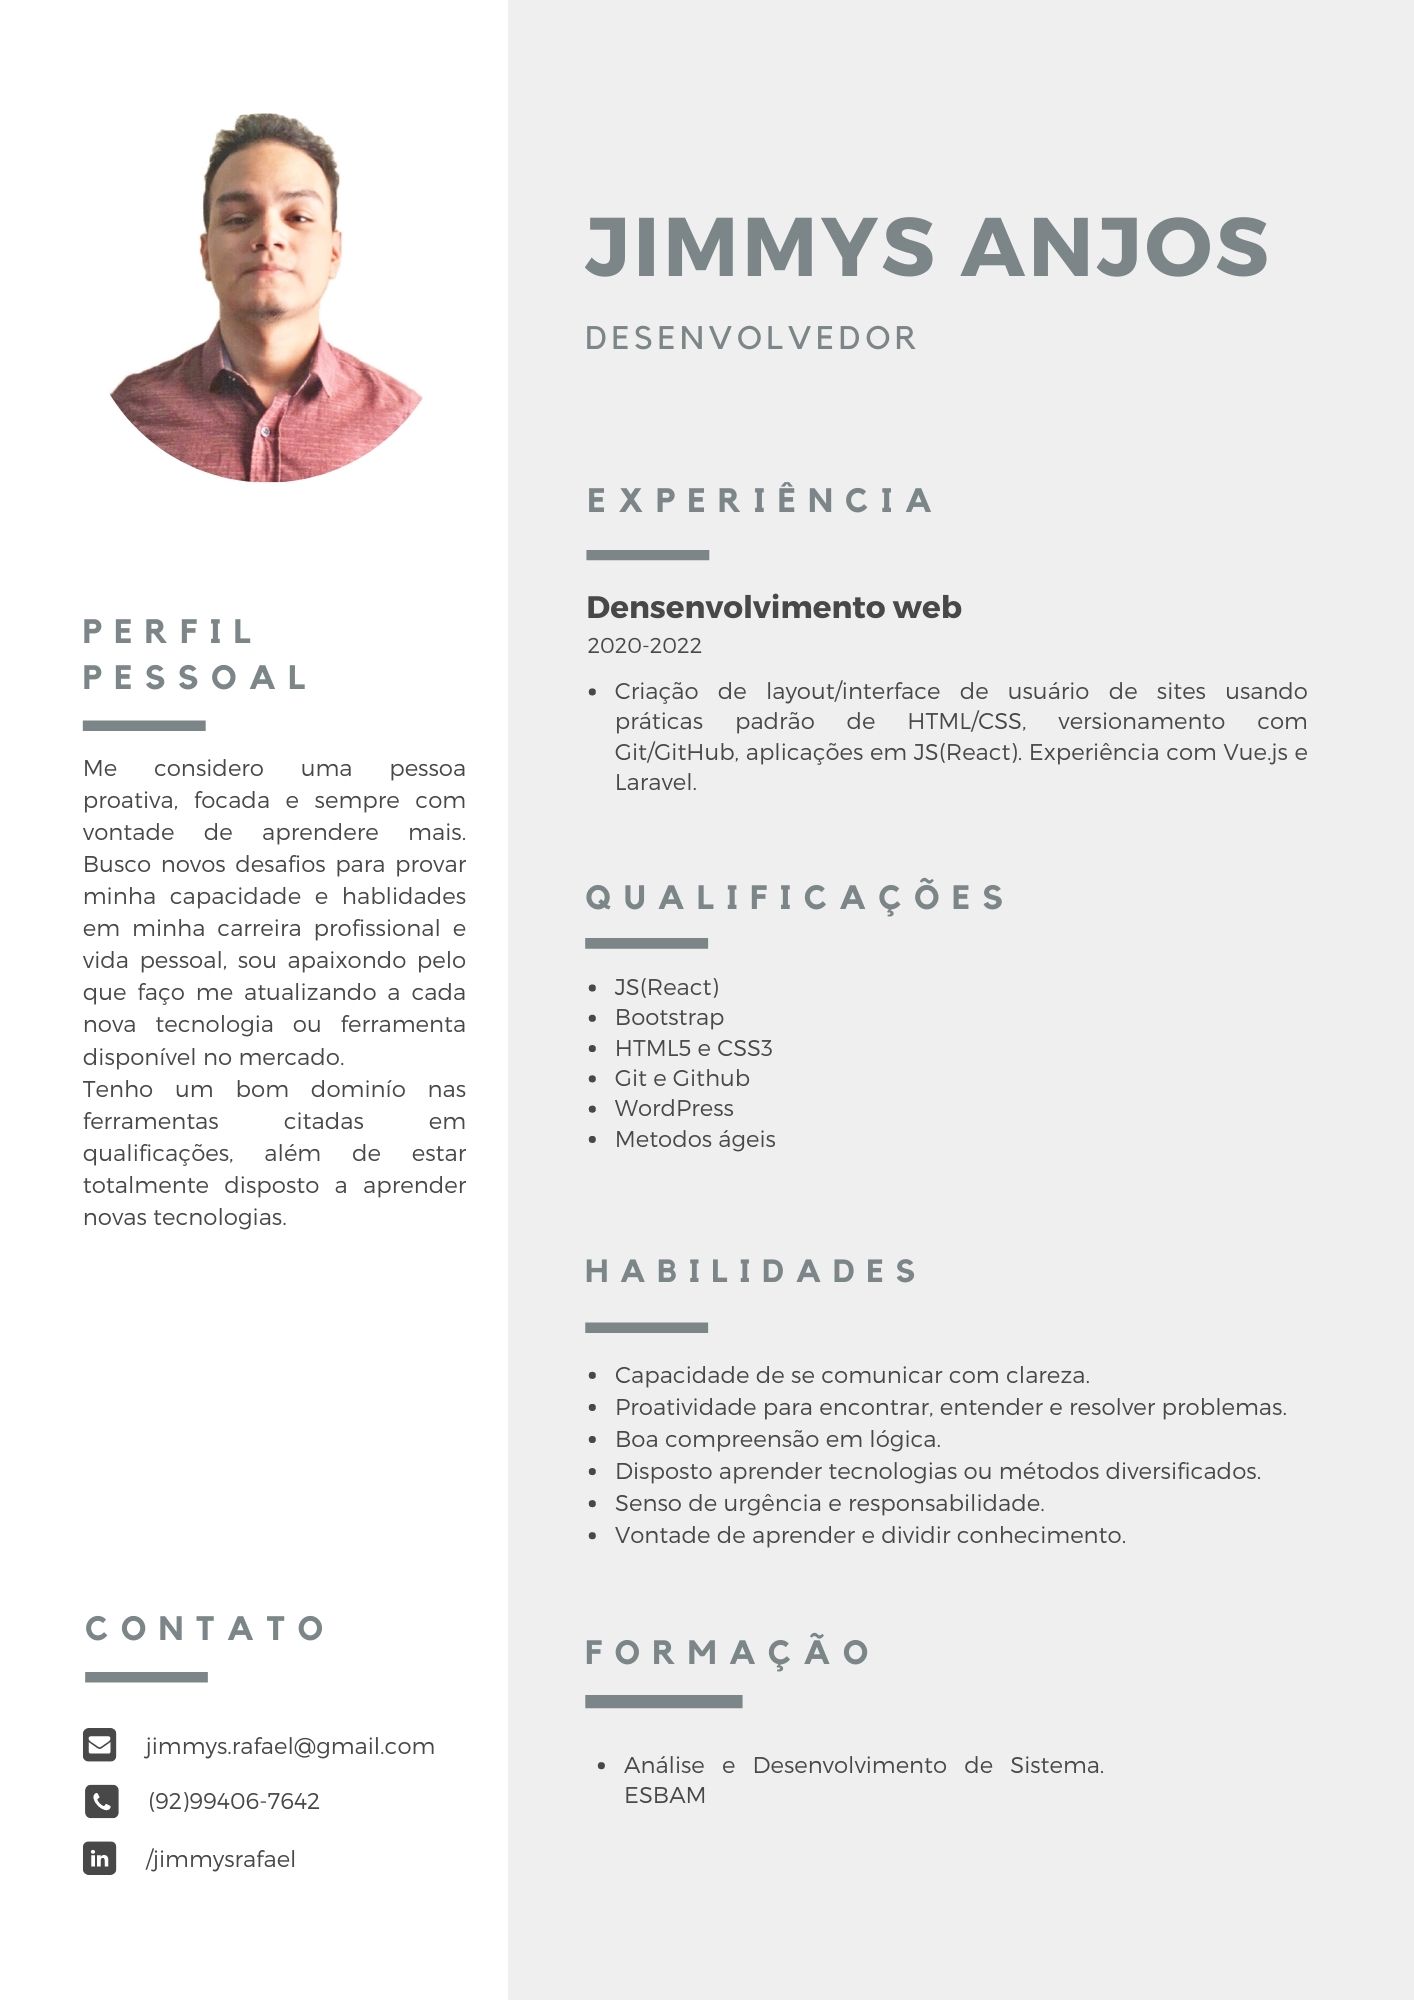 JIMMYS ANJOS
DESENVOLVEDOR
PERFIL
PESSOAL
Me considero uma pessoa
proativa, focada e sempre com
vontade de aprendere mais.
Busco novos desafios para provar
minha capacidade e hablidades
em minha carreira profissional e
vida pessoal, sou apaixondo pelo
que faço me atualizando a cada
nova tecnologia ou ferramenta
disponível no mercado.
Tenho um bom dominío nas
ferramentas citadas em
qualificações, além de estar
totalmente disposto a aprender
novas tecnologias.
CONTATO
jimmys.rafael@gmail.com
(92)99406-7642
in /jimmysrafael
EXPERIÊNCIA
Densenvolvimento web
2020-2022
• Criação de layout/interface de usuário de sites usando
práticas padrão de HTML/CSS, versionamento com
Git/GitHub, aplicações em JS(React). Experiência com Vue.js e
Laravel.
QUALIFICAÇÕES
• JS(React)
• Bootstrap
• HTML5 e CSS3
• Git e Github
• WordPress
• Metodos ágeis
HABILIDADES
• Capacidade de se comunicar com clareza.
• Proatividade para encontrar, entender e resolver problemas.
• Boa compreensão em lógica.
• Disposto aprender tecnologias ou métodos diversificados.
• Senso de urgência e responsabilidade.
• Vontade de aprender e dividir conhecimento.
FORMAÇÃO
• Análise e Desenvolvimento de Sistema.
ESBAM